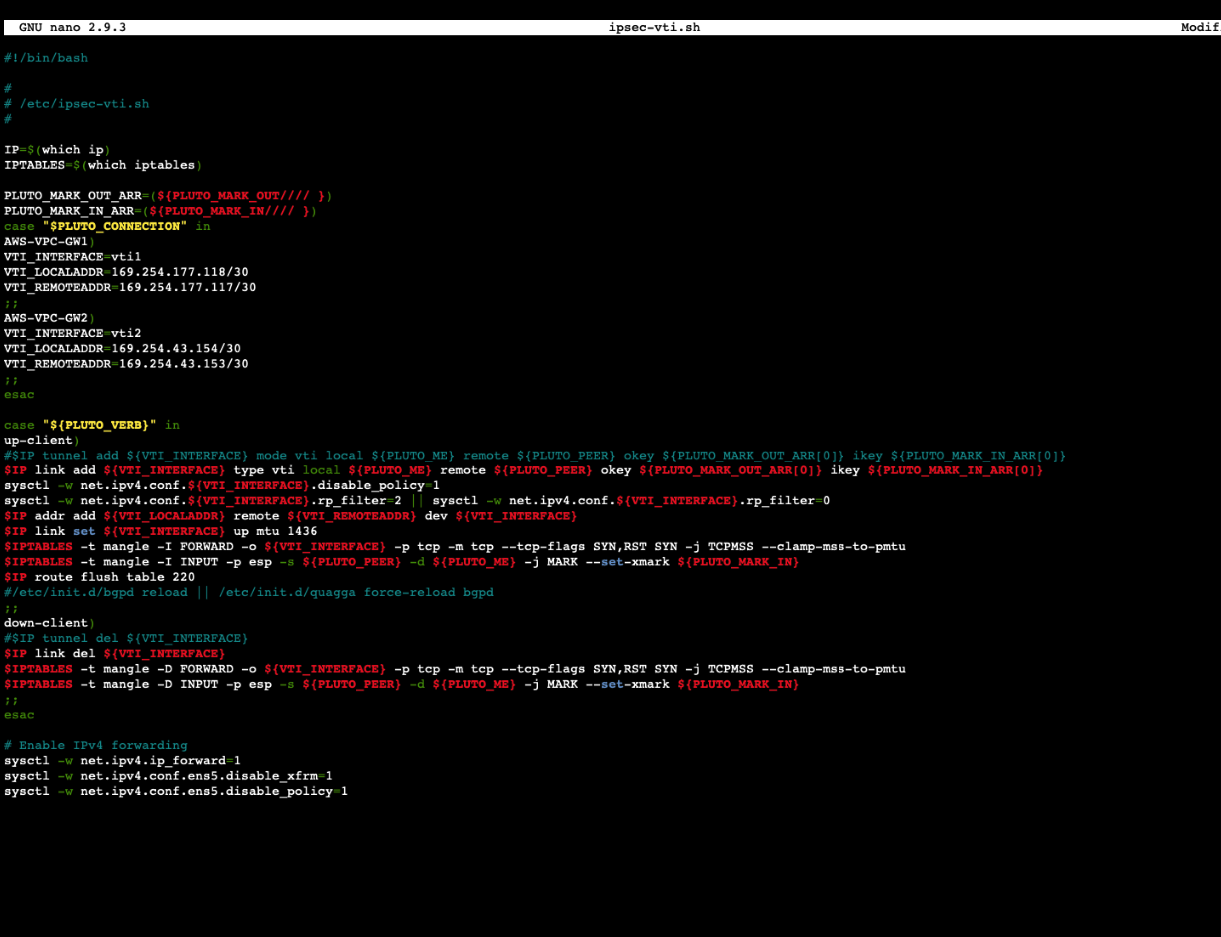 GNU nano 2.9.3 ipsec-vti.sh Modif
#!/bin/bash
#
# /etc/ipsec-vti.sh
#
IP=$(which ip)
IPTABLES=$(which iptables)
PLUTO_MARK_OUT_ARR=(${PLUTO_MARK_OUT//// })
PLUTO_MARK_IN_ARR=(${PLUTO_MARK_IN//// })
case "$PLUTO_CONNECTION" in
AWS-VPC-GW1)
VTI_INTERFACE=vti1
VTI_LOCALADDR=169.254.177.118/30
VTI_REMOTEADDR=169.254.177.117/30
;;
AWS-VPC-GW2)
VTI_INTERFACE=vti2
VTI_LOCALADDR=169.254.43.154/30
VTI_REMOTEADDR=169.254.43.153/30
;;
esac
case "${PLUTO_VERB}" in
up-client)
#$IP tunnel add ${VTI_INTERFACE} mode vti local ${PLUTO_ME} remote ${PLUTO_PEER} okey ${PLUTO_MARK_OUT_ARR[0]} ikey ${PLUTO_MARK_IN_ARR[0]}
$IP link add ${VTI_INTERFACE} type vti local ${PLUTO_ME} remote ${PLUTO_PEER} okey ${PLUTO_MARK_OUT_ARR[0]} ikey ${PLUTO_MARK_IN_ARR[0]}
sysctl -w net.ipv4.conf.${VTI_INTERFACE}.disable_policy=1
sysctl -w net.ipv4.conf.${VTI_INTERFACE}.rp_filter=2 || sysctl -w net.ipv4.conf.${VTI_INTERFACE}.rp_filter=0
$IP addr add ${VTI_LOCALADDR} remote ${VTI_REMOTEADDR} dev ${VTI_INTERFACE}
$IP link set ${VTI_INTERFACE} up mtu 1436
$IPTABLES -t mangle -I FORWARD -o ${VTI_INTERFACE} -p tcp -m tcp --tcp-flags SYN,RST SYN -j TCPMSS --clamp-mss-to-pmtu
$IPTABLES -t mangle -I INPUT -p esp -s ${PLUTO_PEER} -d ${PLUTO_ME} -j MARK --set-xmark ${PLUTO_MARK_IN}
$IP route flush table 220
#/etc/init.d/bgpd reload || /etc/init.d/quagga force-reload bgpd
;;
down-client)
#$IP tunnel del ${VTI_INTERFACE}
$IP link del ${VTI_INTERFACE}
$IPTABLES -t mangle -D FORWARD -o ${VTI_INTERFACE} -p tcp -m tcp --tcp-flags SYN,RST SYN -j TCPMSS --clamp-mss-to-pmtu
$IPTABLES -t mangle -D INPUT -p esp -s ${PLUTO_PEER} -d ${PLUTO_ME} -j MARK --set-xmark ${PLUTO_MARK_IN}
;;
esac
# Enable IPv4 forwarding
sysctl -w net.ipv4.ip_forward=1
sysctl -w net.ipv4.conf.ens5.disable_xfrm=1
sysctl -w net.ipv4.conf.ens5.disable_policy=1